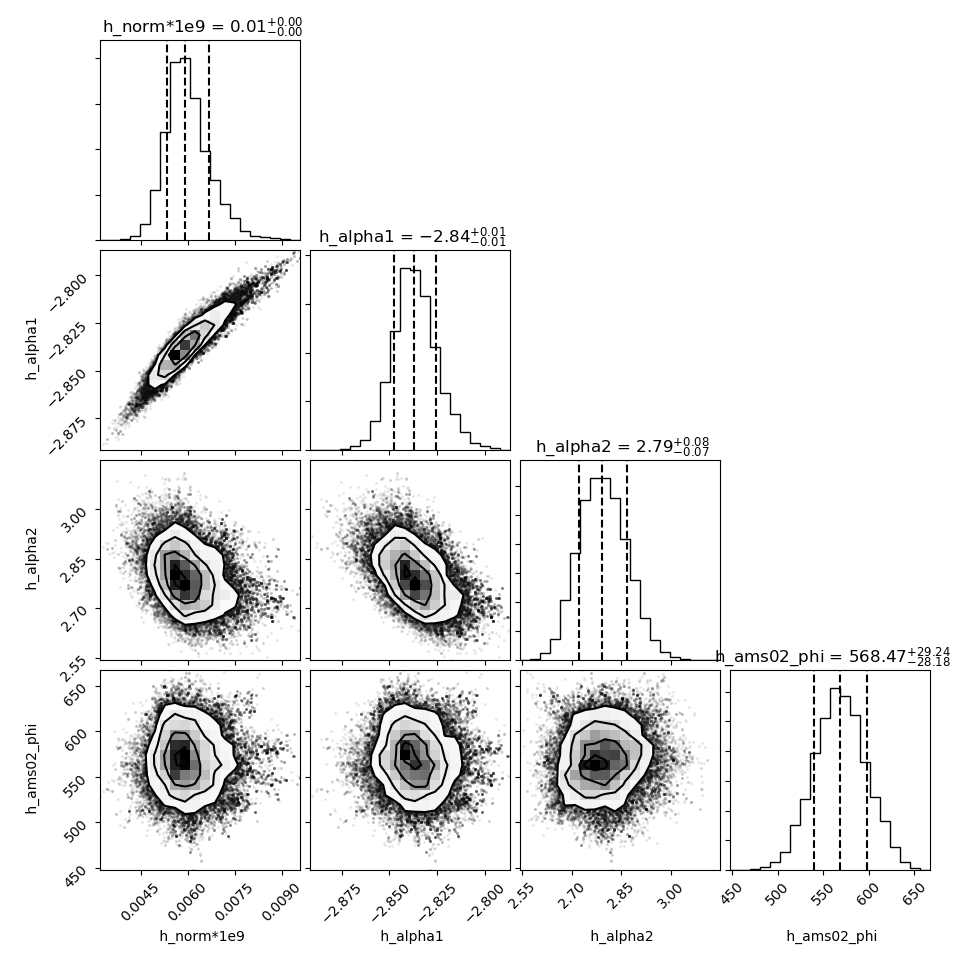 h_norm*1e9 = 0.01+0.00−0.00
h_alpha1 = −2.84+0.01−0.01
h_alpha1
−2.800
−2.825
−2.850
−2.875
h_alpha2 = 2.79+0.08−0.07
h_alpha2
3.00
2.85
2.70
2.55
h_ams02_phi = 568.47+29.24−28.18
h_ams02_phi
650
600
550
500
450
0.0045
0.0060
0.0075
0.0090
−2.875
−2.850
−2.825
−2.800
2.55
2.70
2.85
3.00
450
500
550
600
650
h_norm*1e9
h_alpha1
h_alpha2
h_ams02_phi